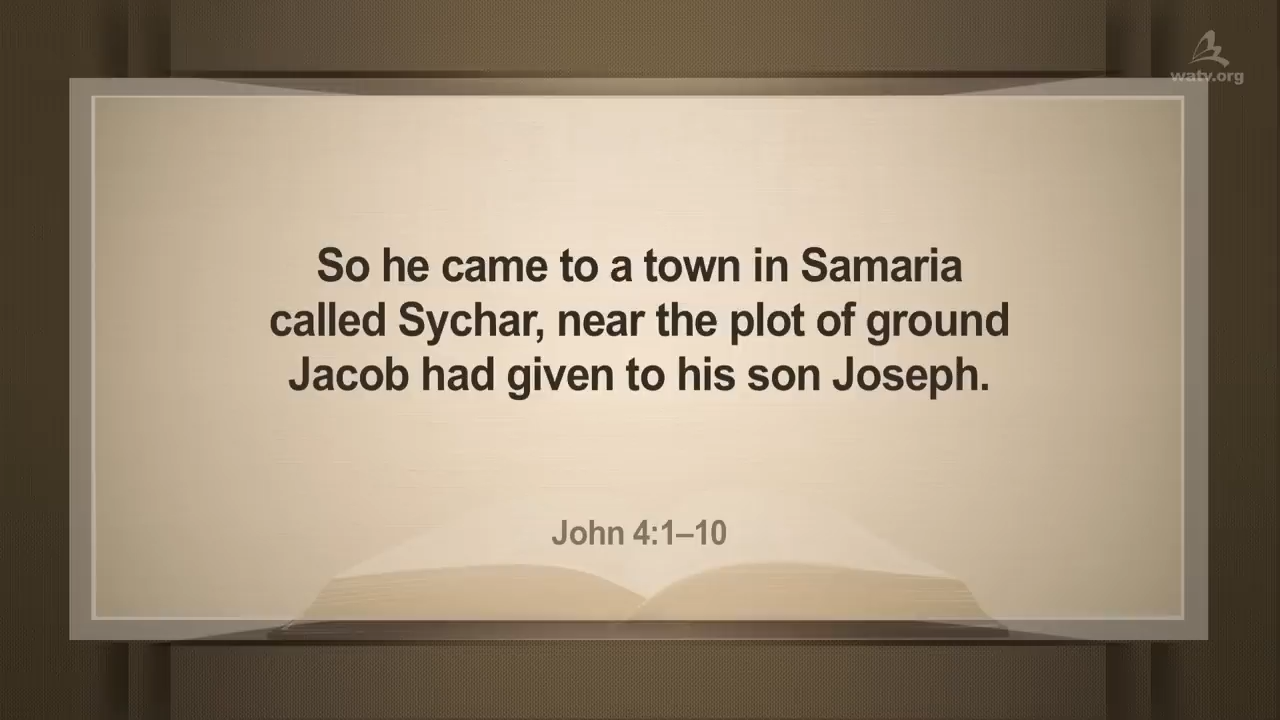 watv.org
So he came to a town in Samaria
called Sychar, near the plot of ground
Jacob had given to his son Joseph.
John 4:1–10